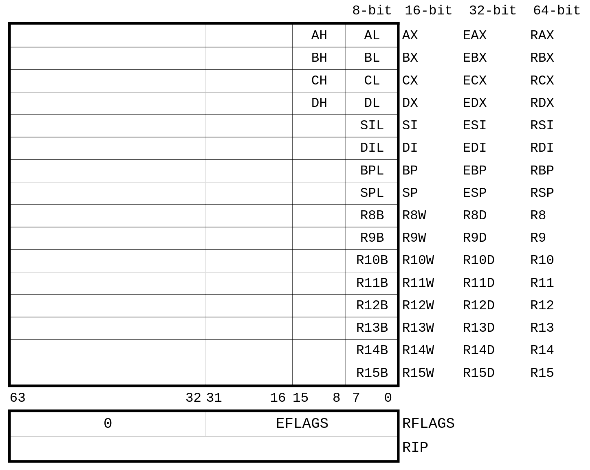 8-bit 16-bit 32-bit 64-bit
AH AL AX EAX RAX
BH BL BX EBX RBX
CH CL CX ECX RCX
DH DL DX EDX RDX
SIL SI ESI RSI
DIL DI EDI RDI
BPL BP EBP RBP
SPL SP ESP RSP
R8B R8W R8D R8
R9B R9W R9D R9
R10B R10W R10D R10
R11B R11W R11D R11
R12B R12W R12D R12
R13B R13W R13D R13
R14B R14W R14D R14
R15B R15W R15D R15
63 32 31 16 15 8 7 0
0 EFLAGS RFLAGS
RIP